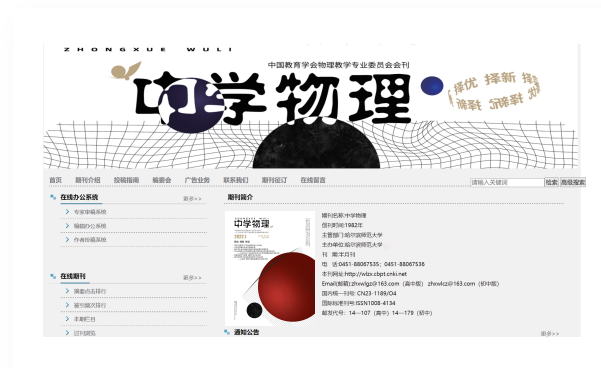 ZHONGXUE WULI
中国教育学会物理教学专业委员会会刊
中学物理
择优 择新
首页 期刊介绍 投稿指南 编委会 广告业务 联系我们 期刊征订 在线留言
请输入关键词 检索 高级搜索
在线办公系统 更多>>
专家审稿系统
编辑办公系统
作者投稿系统
在线期刊 更多>>
摘要点击排行
被引频次排行
本期栏目
过刊浏览
期刊简介
中学物理
期刊名称:中学物理
创刊时间:1982年
主管部门:哈尔滨师范大学
主办单位:哈尔滨师范大学
刊 期:半月刊
电 话:0451-88067535; 0451-88067536
本刊网址:http://wlzx.cbpt.cnki.net
Email(邮箱):zhxwlgz@163.com（高中版） zhxwlcz@163.com（初中版）
国内统一刊号: CN23-1189/O4
国际标准刊号:ISSN1008-4134
邮发代号: 14—107（高中）14—179（初中）
通知公告 更多>>